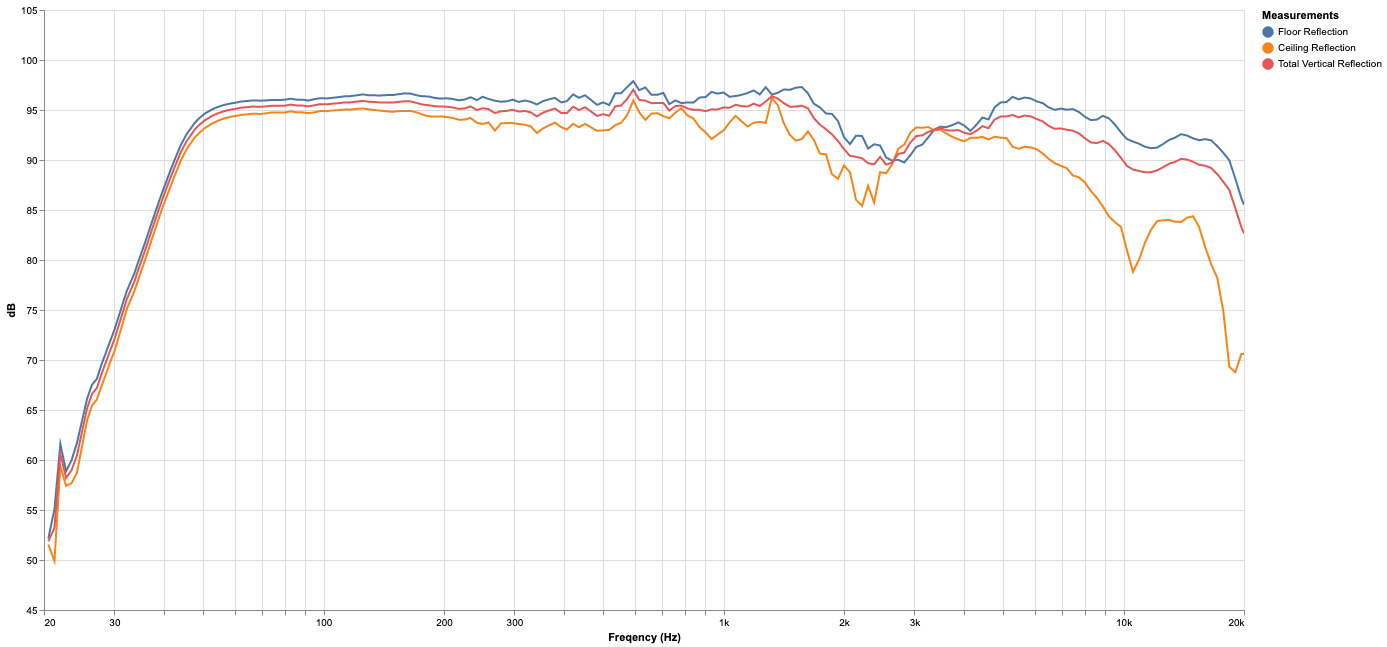 Measurements
Floor Reflection
Ceiling Reflection
Total Vertical Reflection
105
100
95
90
85
80
75
70
65
60
55
50
45
dB
20 30 100 200 300 1k 2k 3k 10k 20k
Freqency (Hz)